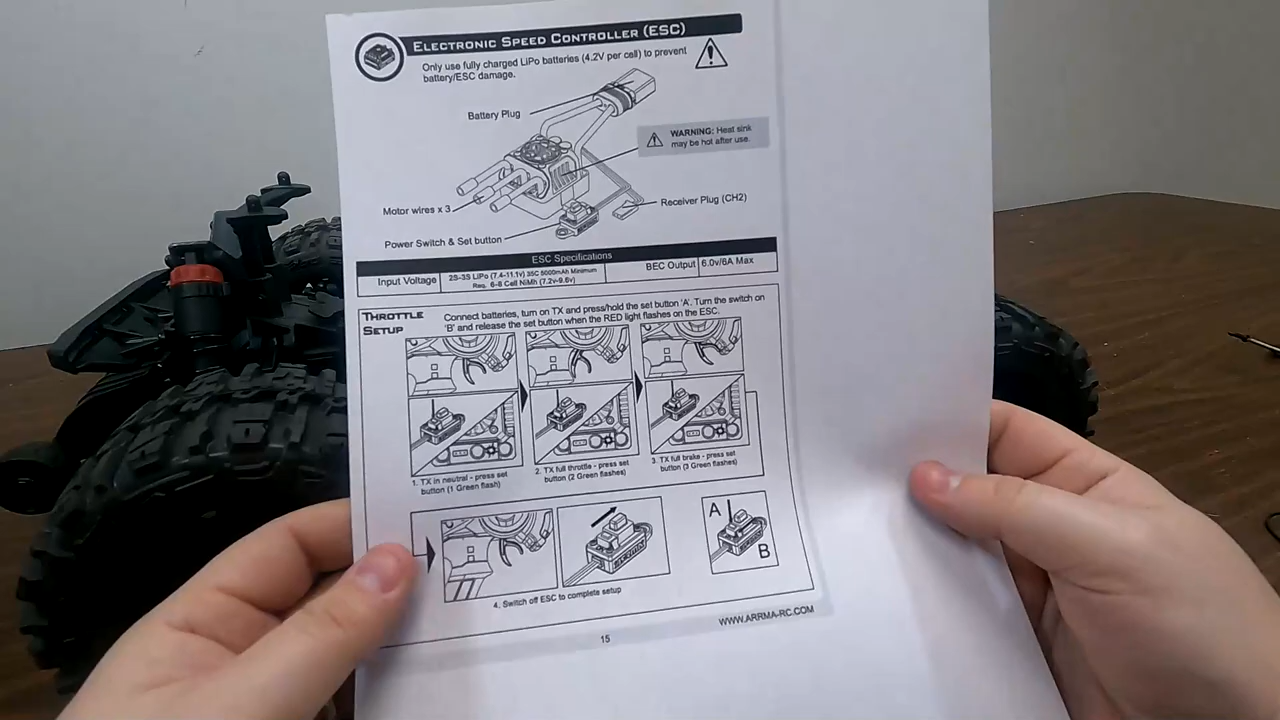 ELECTRONIC SPEED CONTROLLER (ESC)
Only use fully charged LiPo batteries (4.2V per cell) to prevent
battery/ESC damage.
Battery Plug
WARNING: Heat sink
may be hot after use.
Motor wires x 3
Receiver Plug (CH2)
Power Switch & Set button
ESC Specifications
Input Voltage
2S-3S LiPo (7.4-11.1v) 35C 5000mAh Minimum
Req. 6-8 Cell NiMh (7.2v-9.6v)
BEC Output
6.0v/6A Max
THROTTLE
SETUP
Connect batteries, turn on TX and press/hold the set button 'A'. Turn the switch on
'B' and release the set button when the RED light flashes on the ESC.
1. TX in neutral - press set
button (1 Green flash)
2. TX full throttle - press set
button (2 Green flashes)
3. TX full brake - press set
button (3 Green flashes)
A
B
4. Switch off ESC to complete setup
15
WWW.ARRMA-RC.COM